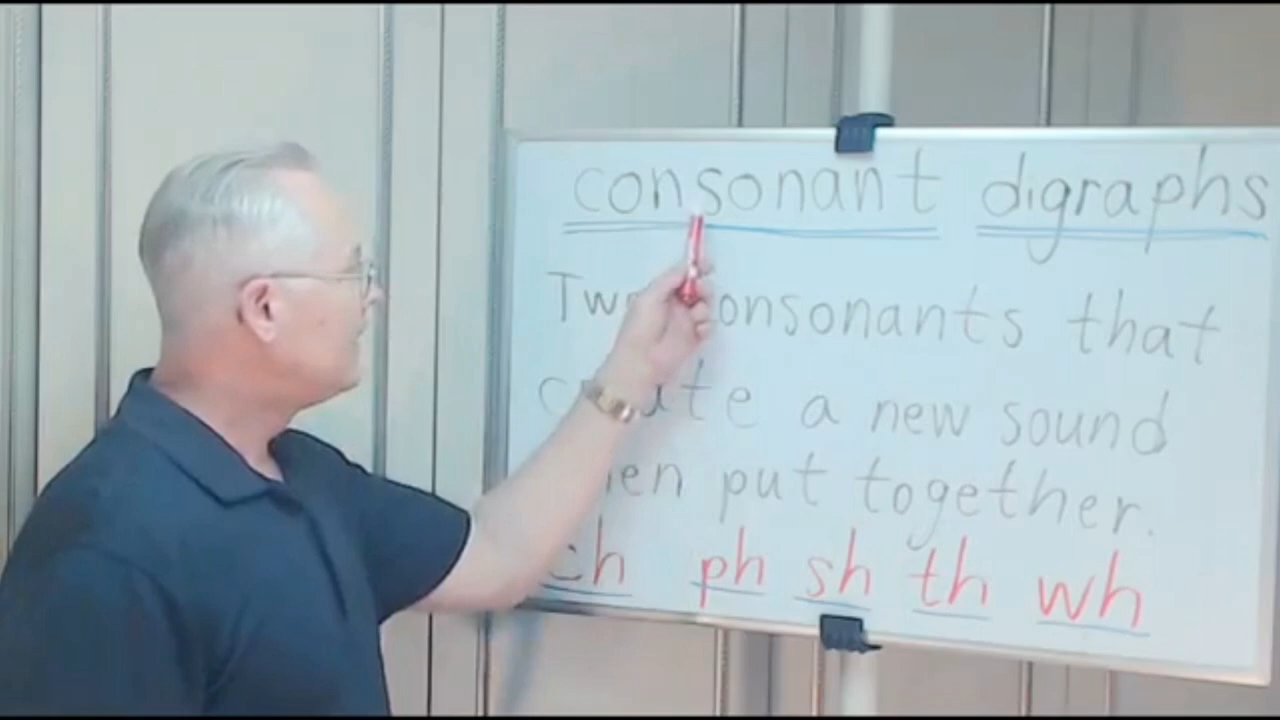 consonant digraphs
Two consonants that
create a new sound
when put together.
ch ph sh th wh